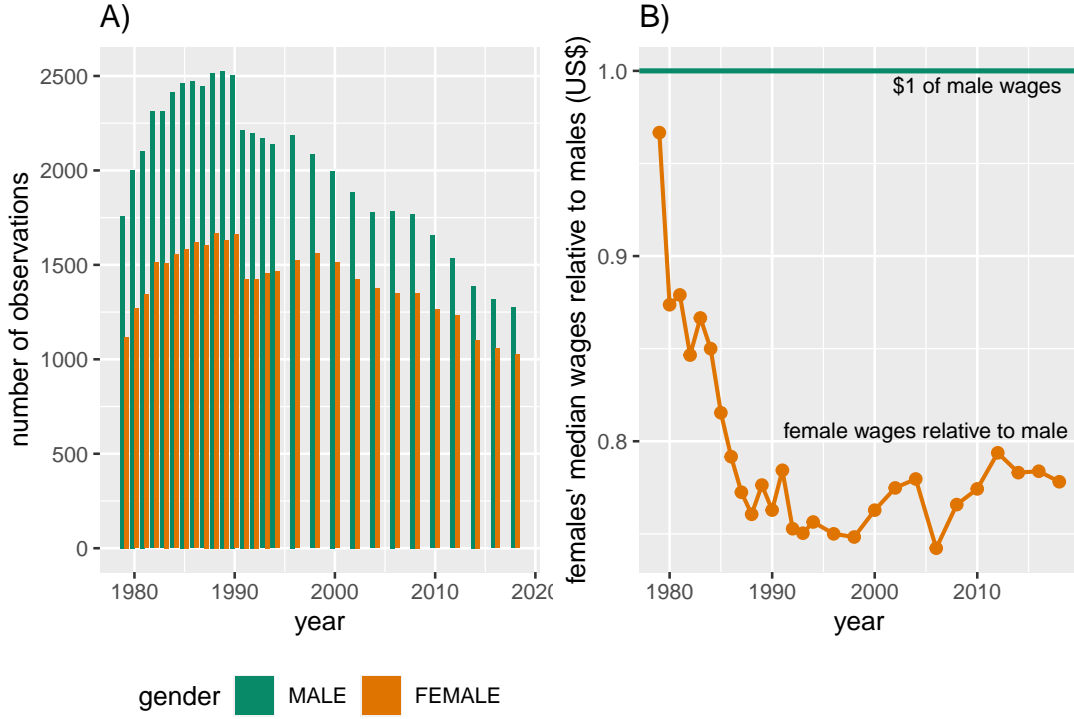 A)
number of observations
2500
2000
1500
1000
500
0
1980
1990
2000
2010
202
year
B)
females' median wages relative to males (US$)
1.0
0.9
0.8
$1 of male wages
female wages relative to male
1980
1990
2000
2010
year
gender
MALE
FEMALE